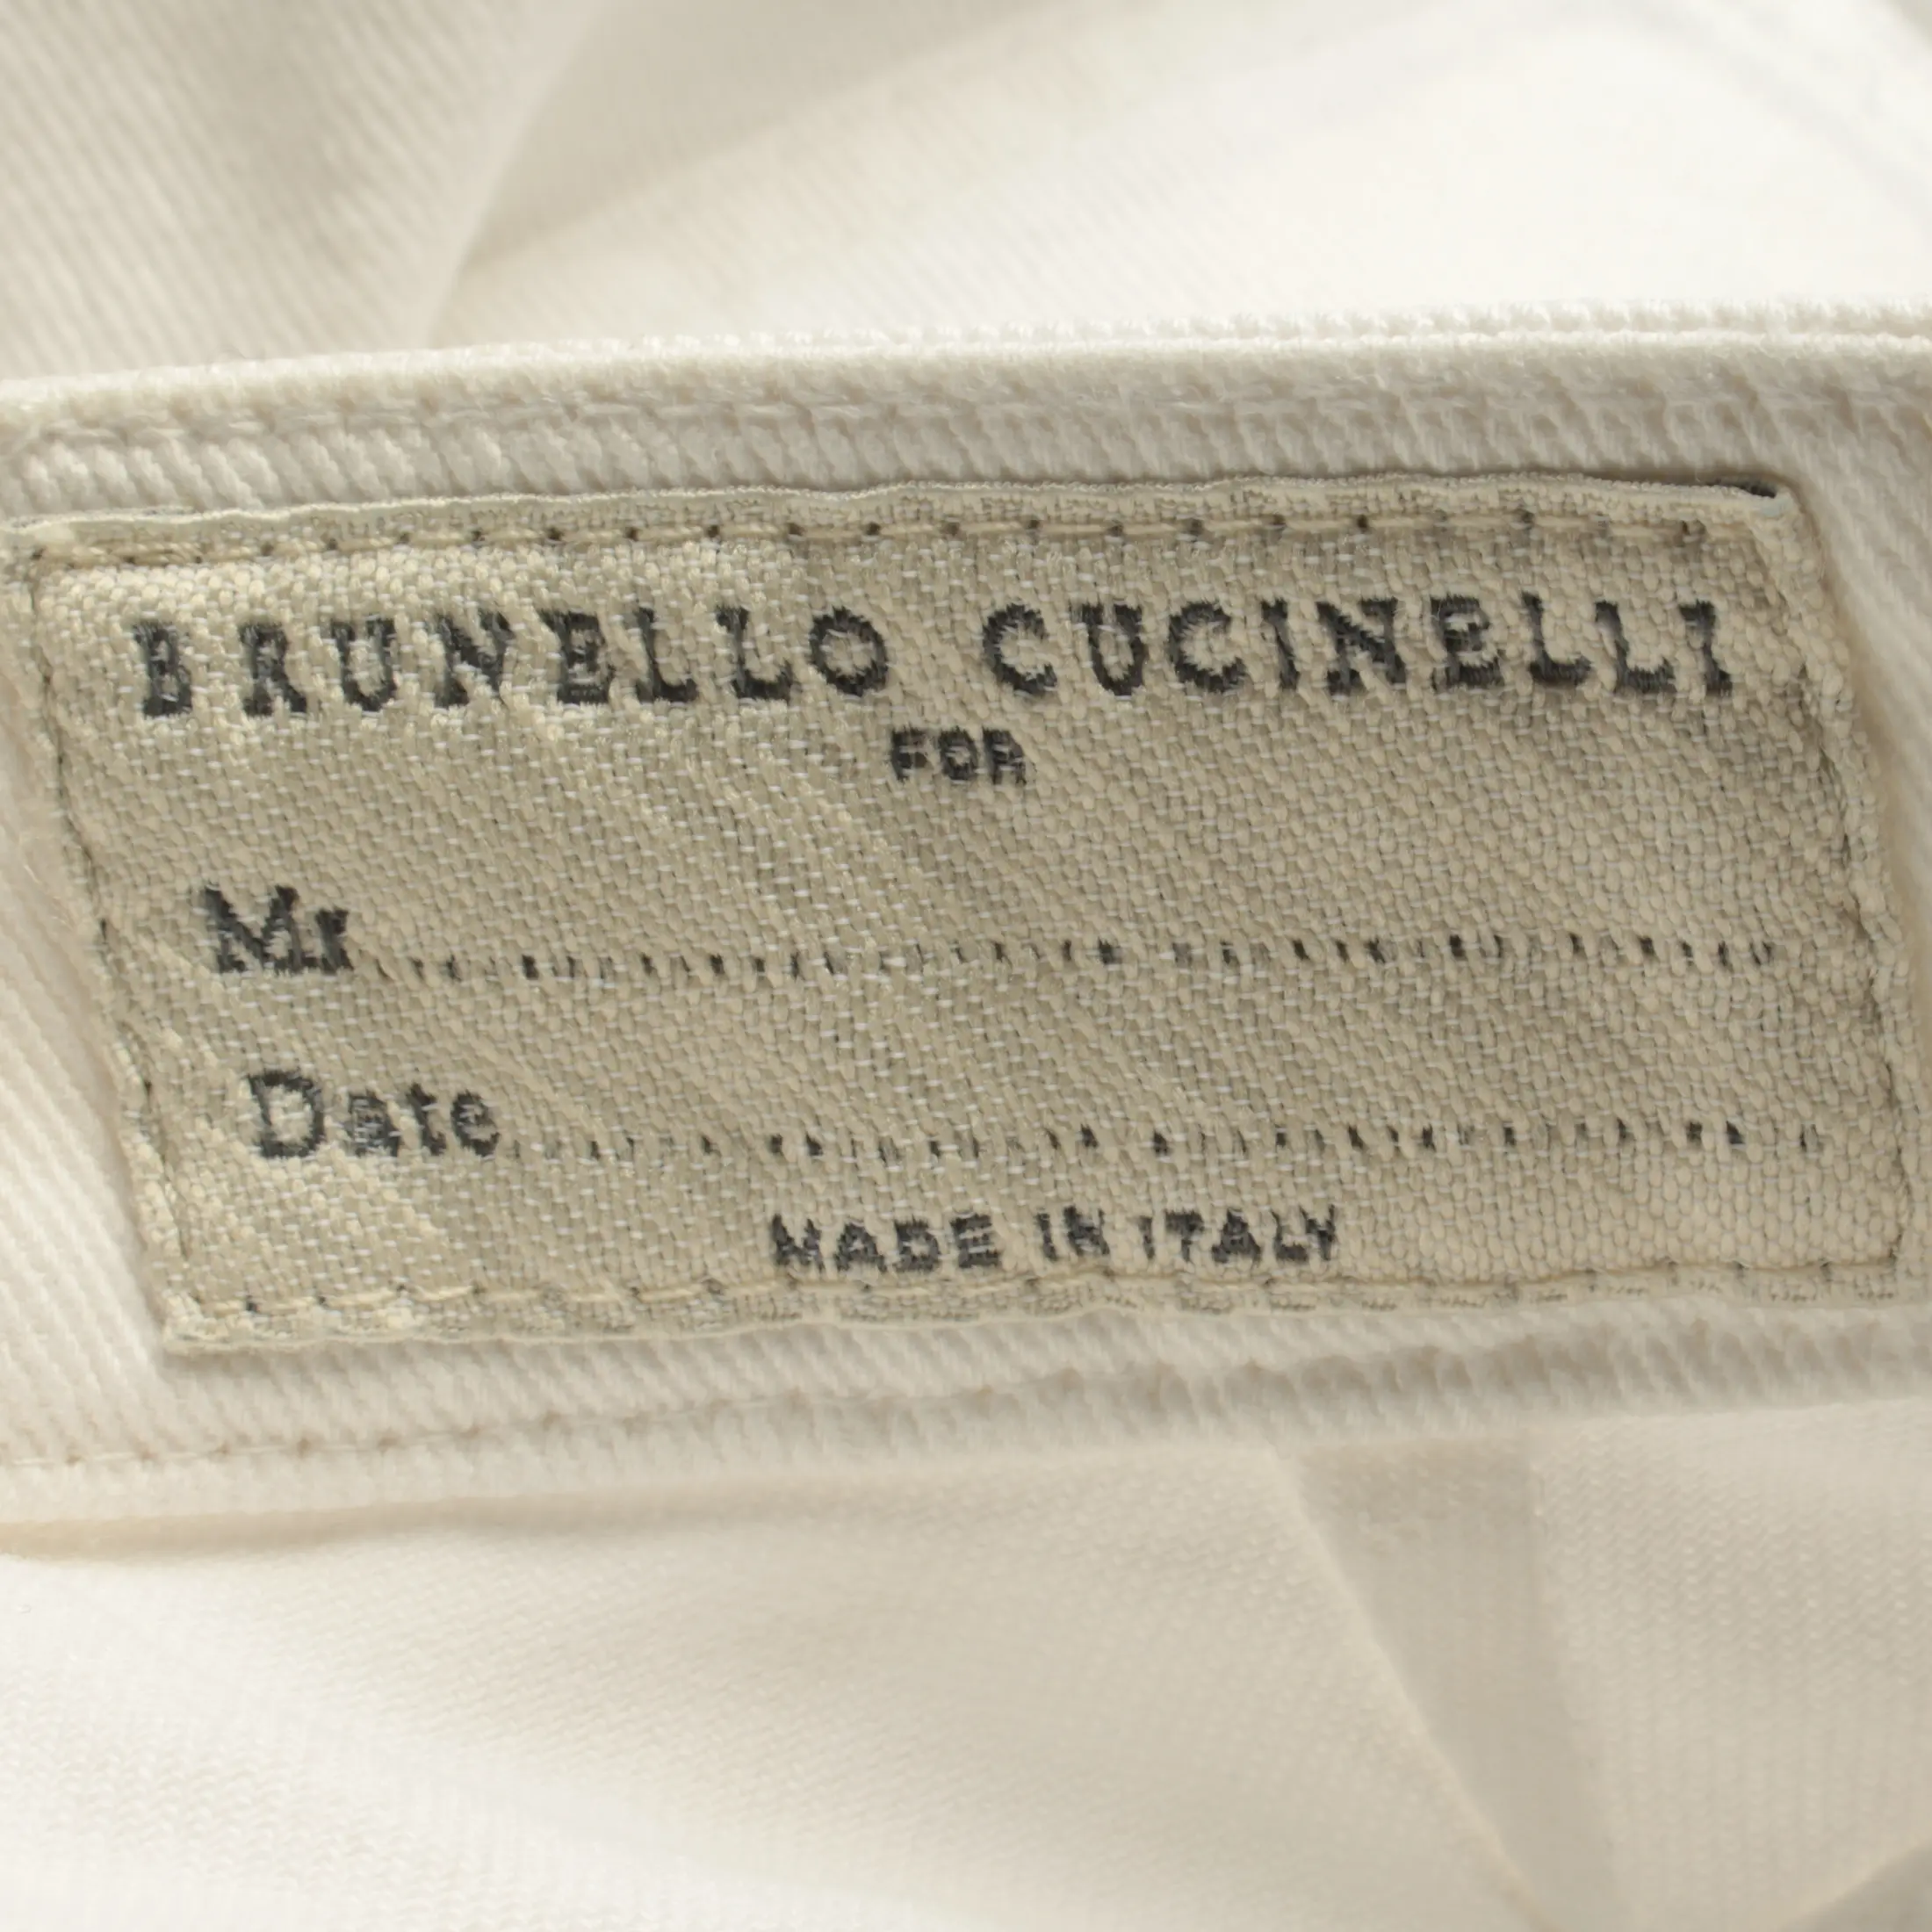 BRUNELLO CUCINELLI
FOR
Mr....................................................
Date..................................................
MADE IN ITALY